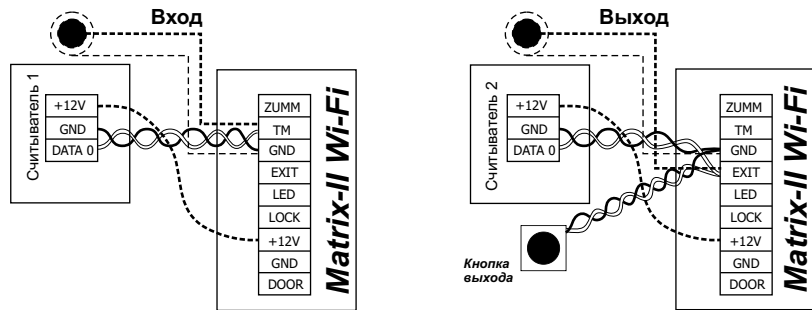 Вход
Считыватель 1
+12V
GND
DATA 0
ZUMM
TM
GND
EXIT
LED
LOCK
+12V
GND
DOOR
Matrix-II Wi-Fi
Выход
Считыватель 2
+12V
GND
DATA 0
Кнопка
выхода
ZUMM
TM
GND
EXIT
LED
LOCK
+12V
GND
DOOR
Matrix-II Wi-Fi